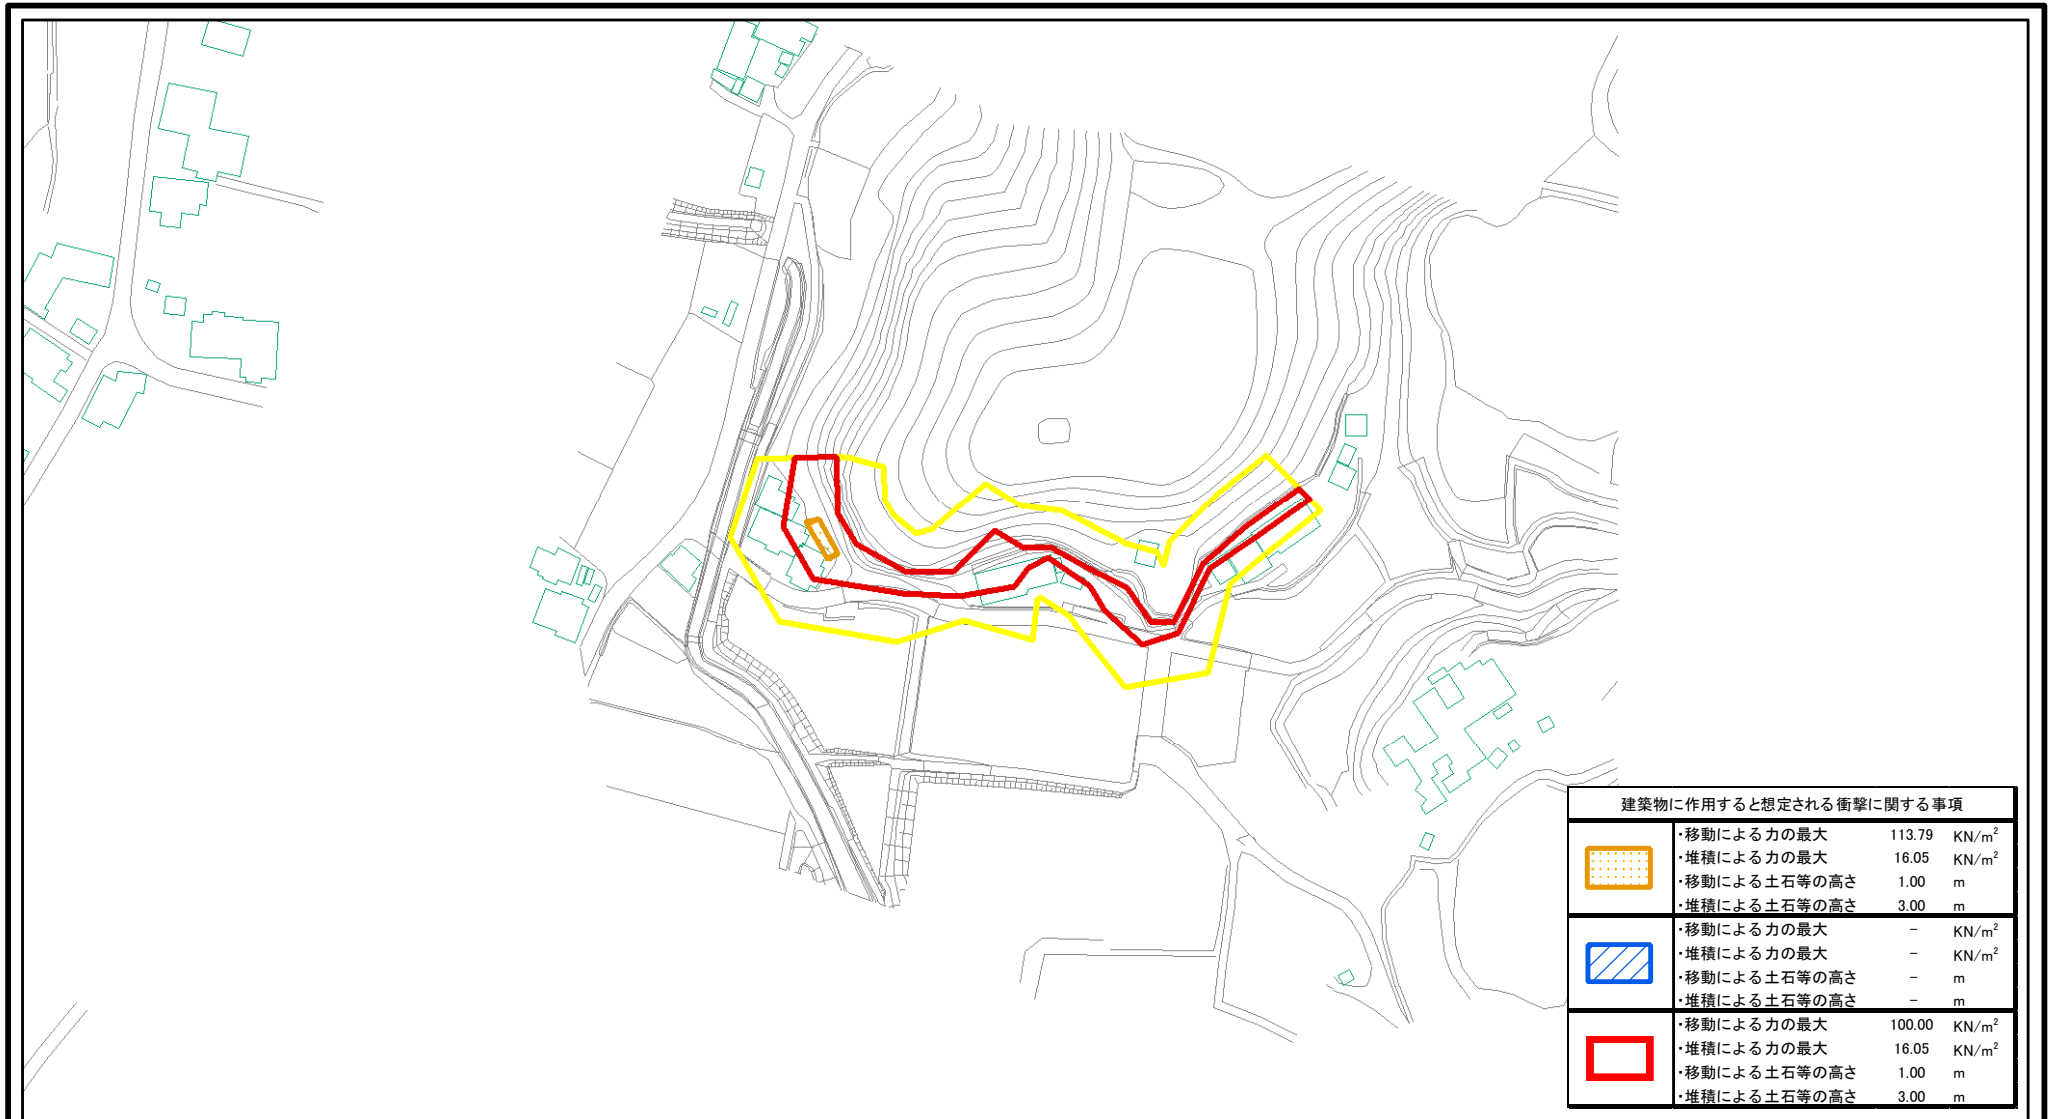 建築物に作用すると想定される衝撃に関する事項
・移動による力の最大 113.79 KN/m²
・堆積による力の最大 16.05 KN/m²
・移動による土石等の高さ 1.00 m
・堆積による土石等の高さ 3.00 m
・移動による力の最大 － KN/m²
・堆積による力の最大 － KN/m²
・移動による土石等の高さ － m
・堆積による土石等の高さ － m
・移動による力の最大 100.00 KN/m²
・堆積による力の最大 16.05 KN/m²
・移動による土石等の高さ 1.00 m
・堆積による土石等の高さ 3.00 m